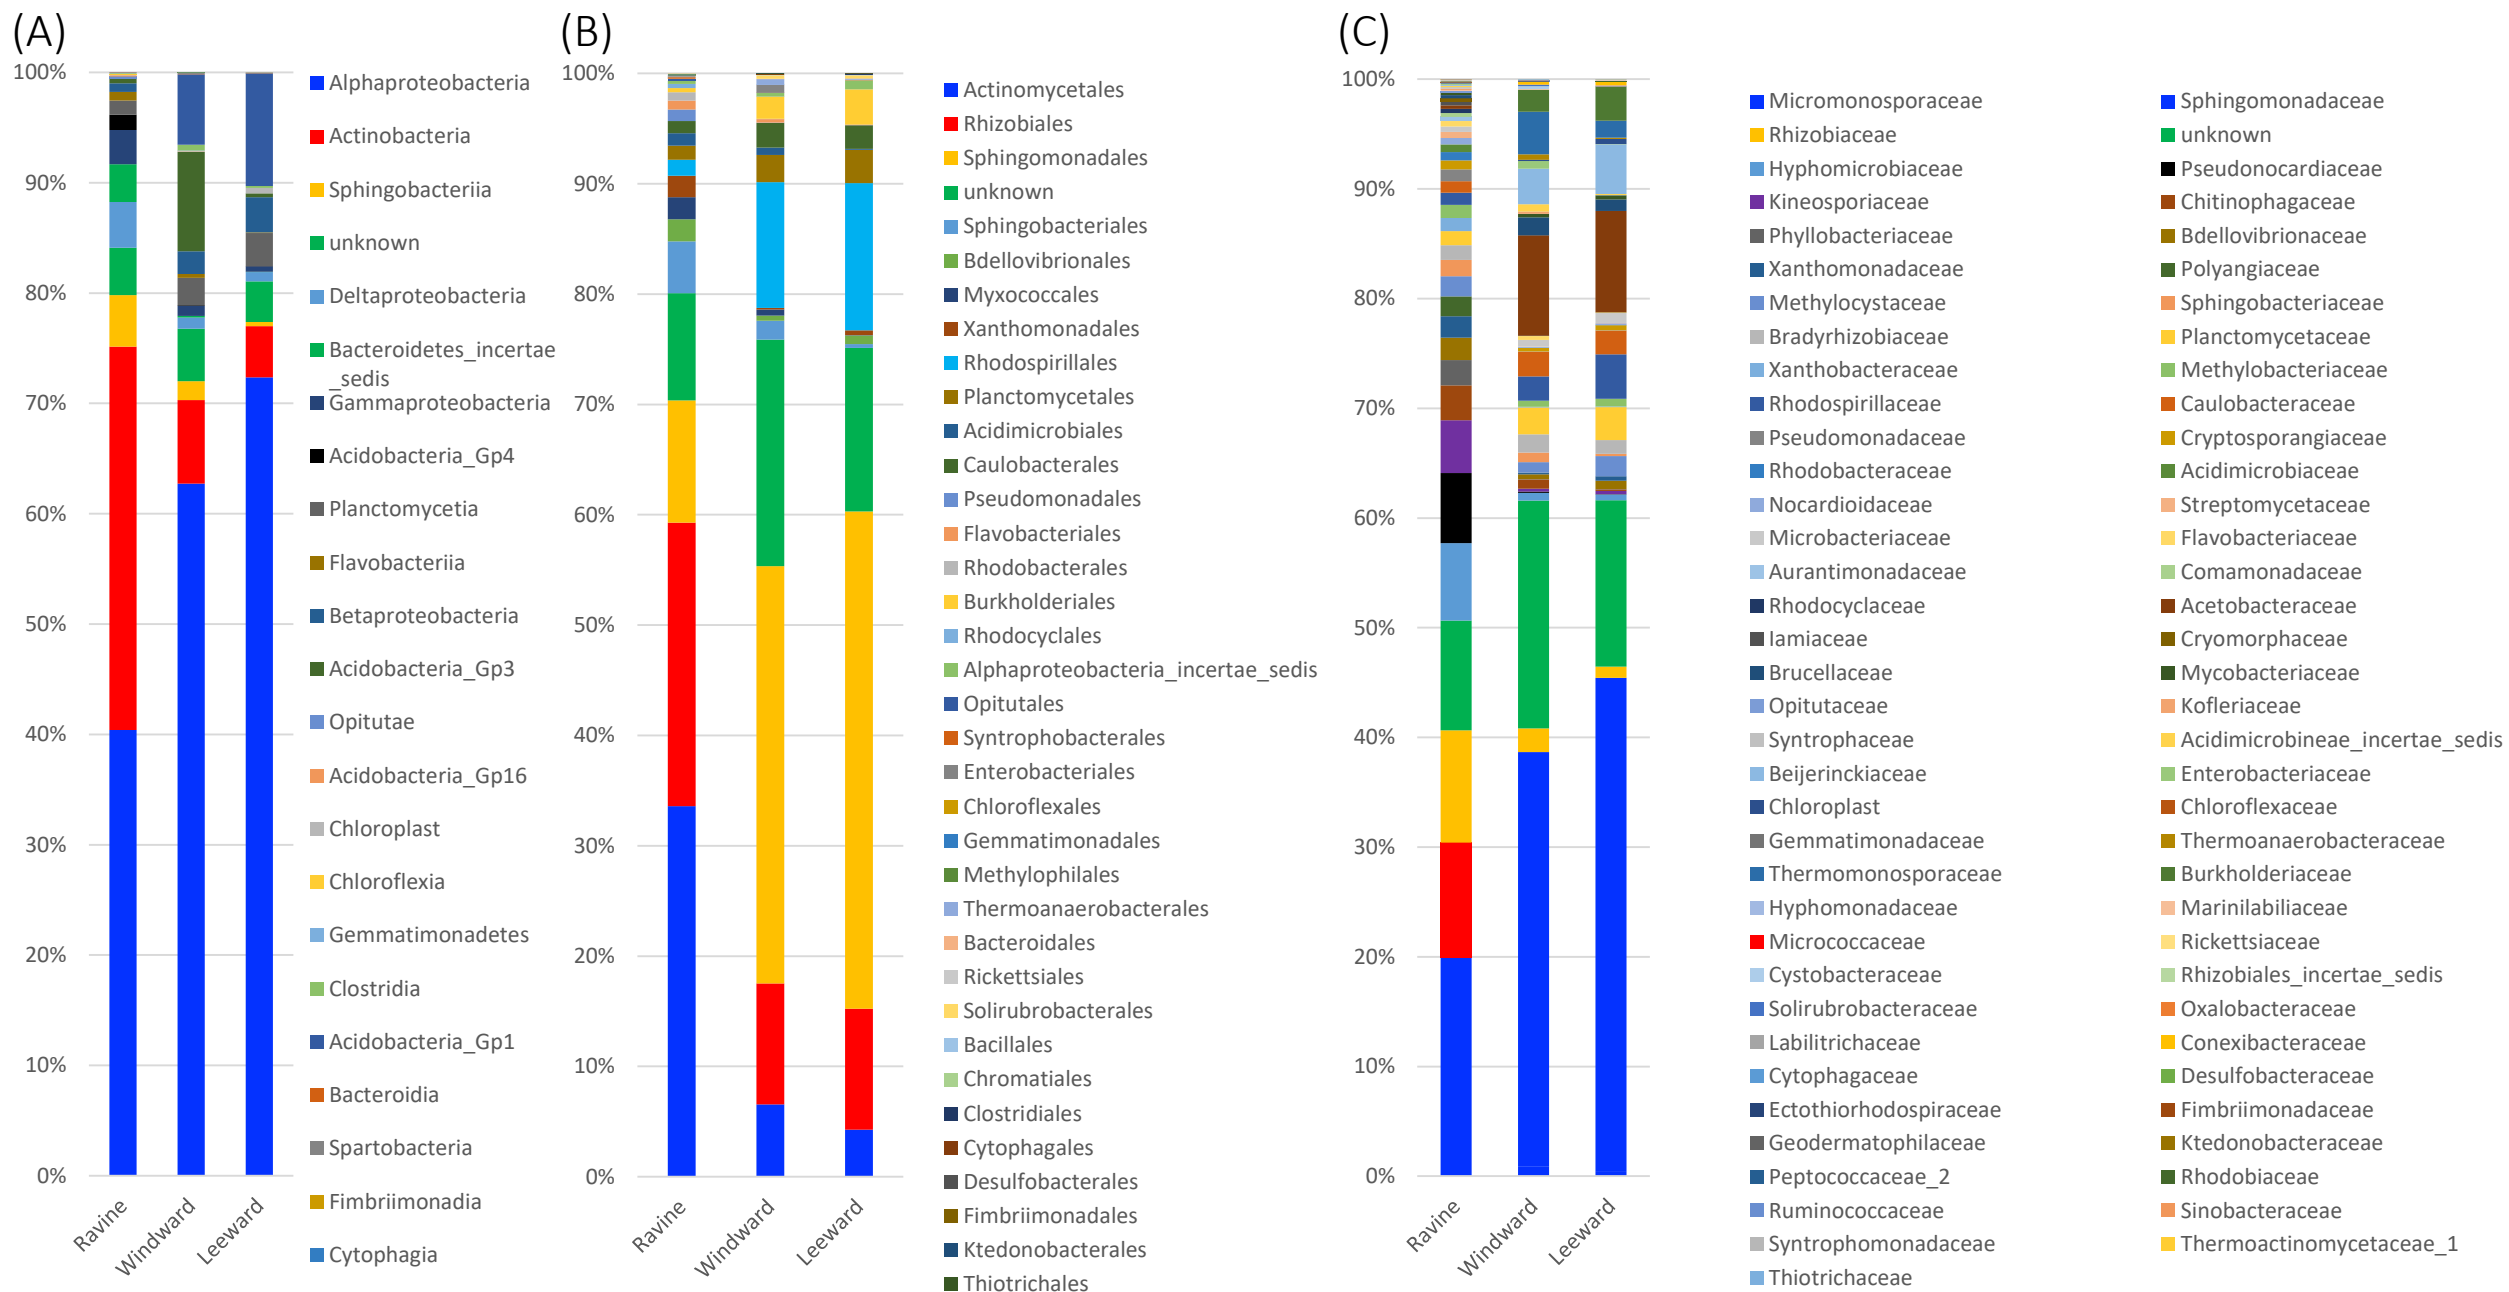 (A)
100%
90%
80%
70%
60%
50%
40%
30%
20%
10%
0%
Ravine
Windward
Leeward
Alphaproteobacteria
Actinobacteria
Sphingobacteriia
unknown
Deltaproteobacteria
Bacteroidetes_incertae
_sedis
Gammaproteobacteria
Acidobacteria_Gp4
Planctomycetia
Flavobacteriia
Betaproteobacteria
Acidobacteria_Gp3
Opitutae
Acidobacteria_Gp16
Chloroplast
Chloroflexia
Gemmatimonadetes
Clostridia
Acidobacteria_Gp1
Bacteroidia
Spartobacteria
Fimbriimonadia
Cytophagia
(B)
100%
90%
80%
70%
60%
50%
40%
30%
20%
10%
0%
Ravine
Windward
Leeward
Actinomycetales
Rhizobiales
Sphingomonadales
unknown
Sphingobacteriales
Bdellovibrionales
Myxococcales
Xanthomonadales
Rhodospirillales
Planctomycetales
Acidimicrobiales
Caulobacterales
Pseudomonadales
Flavobacteriales
Rhodobacterales
Burkholderiales
Rhodocyclales
Alphaproteobacteria_incertae_sedis
Opitutales
Syntrophobacterales
Enterobacteriales
Chloroflexales
Gemmatimonadales
Methylophilales
Thermoanaerobacterales
Bacteroidales
Rickettsiales
Solirubrobacterales
Bacillales
Chromatiales
Clostridiales
Cytophagales
Desulfobacterales
Fimbriimonadales
Ktedonobacterales
Thiotrichales
(C)
100%
90%
80%
70%
60%
50%
40%
30%
20%
10%
0%
Ravine
Windward
Leeward
Micromonosporaceae
Sphingomonadaceae
Rhizobiaceae
unknown
Hyphomicrobiaceae
Pseudonocardiaceae
Kineosporiaceae
Chitinophagaceae
Phyllobacteriaceae
Bdellovibrionaceae
Xanthomonadaceae
Polyangiaceae
Methylocystaceae
Sphingobacteriaceae
Bradyrhizobiaceae
Planctomycetaceae
Xanthobacteraceae
Methylobacteriaceae
Rhodospirillaceae
Caulobacteraceae
Pseudomonadaceae
Cryptosporangiaceae
Rhodobacteraceae
Acidimicrobiaceae
Nocardioidaceae
Streptomycetaceae
Microbacteriaceae
Flavobacteriaceae
Aurantimonadaceae
Comamonadaceae
Rhodocyclaceae
Acetobacteraceae
Iamiaceae
Cryomorphaceae
Brucellaceae
Mycobacteriaceae
Opitutaceae
Kofleriaceae
Syntrophaceae
Acidimicrobineae_incertae_sedis
Beijerinckiaceae
Enterobacteriaceae
Chloroplast
Chloroflexaceae
Gemmatimonadaceae
Thermoanaerobacteraceae
Thermomonosporaceae
Burkholderiaceae
Hyphomonadaceae
Marinilabiliaceae
Micrococcaceae
Rickettsiaceae
Cystobacteraceae
Rhizobiales_incertae_sedis
Solirubrobacteraceae
Oxalobacteraceae
Labilitrichaceae
Conexibacteraceae
Cytophagaceae
Desulfobacteraceae
Ectothiorhodospiraceae
Fimbriimonadaceae
Geodermatophilaceae
Ktedonobacteraceae
Peptococcaceae_2
Rhodobiaceae
Ruminococcaceae
Sinobacteraceae
Syntrophomonadaceae
Thermoactinomycetaceae_1
Thiotrichaceae